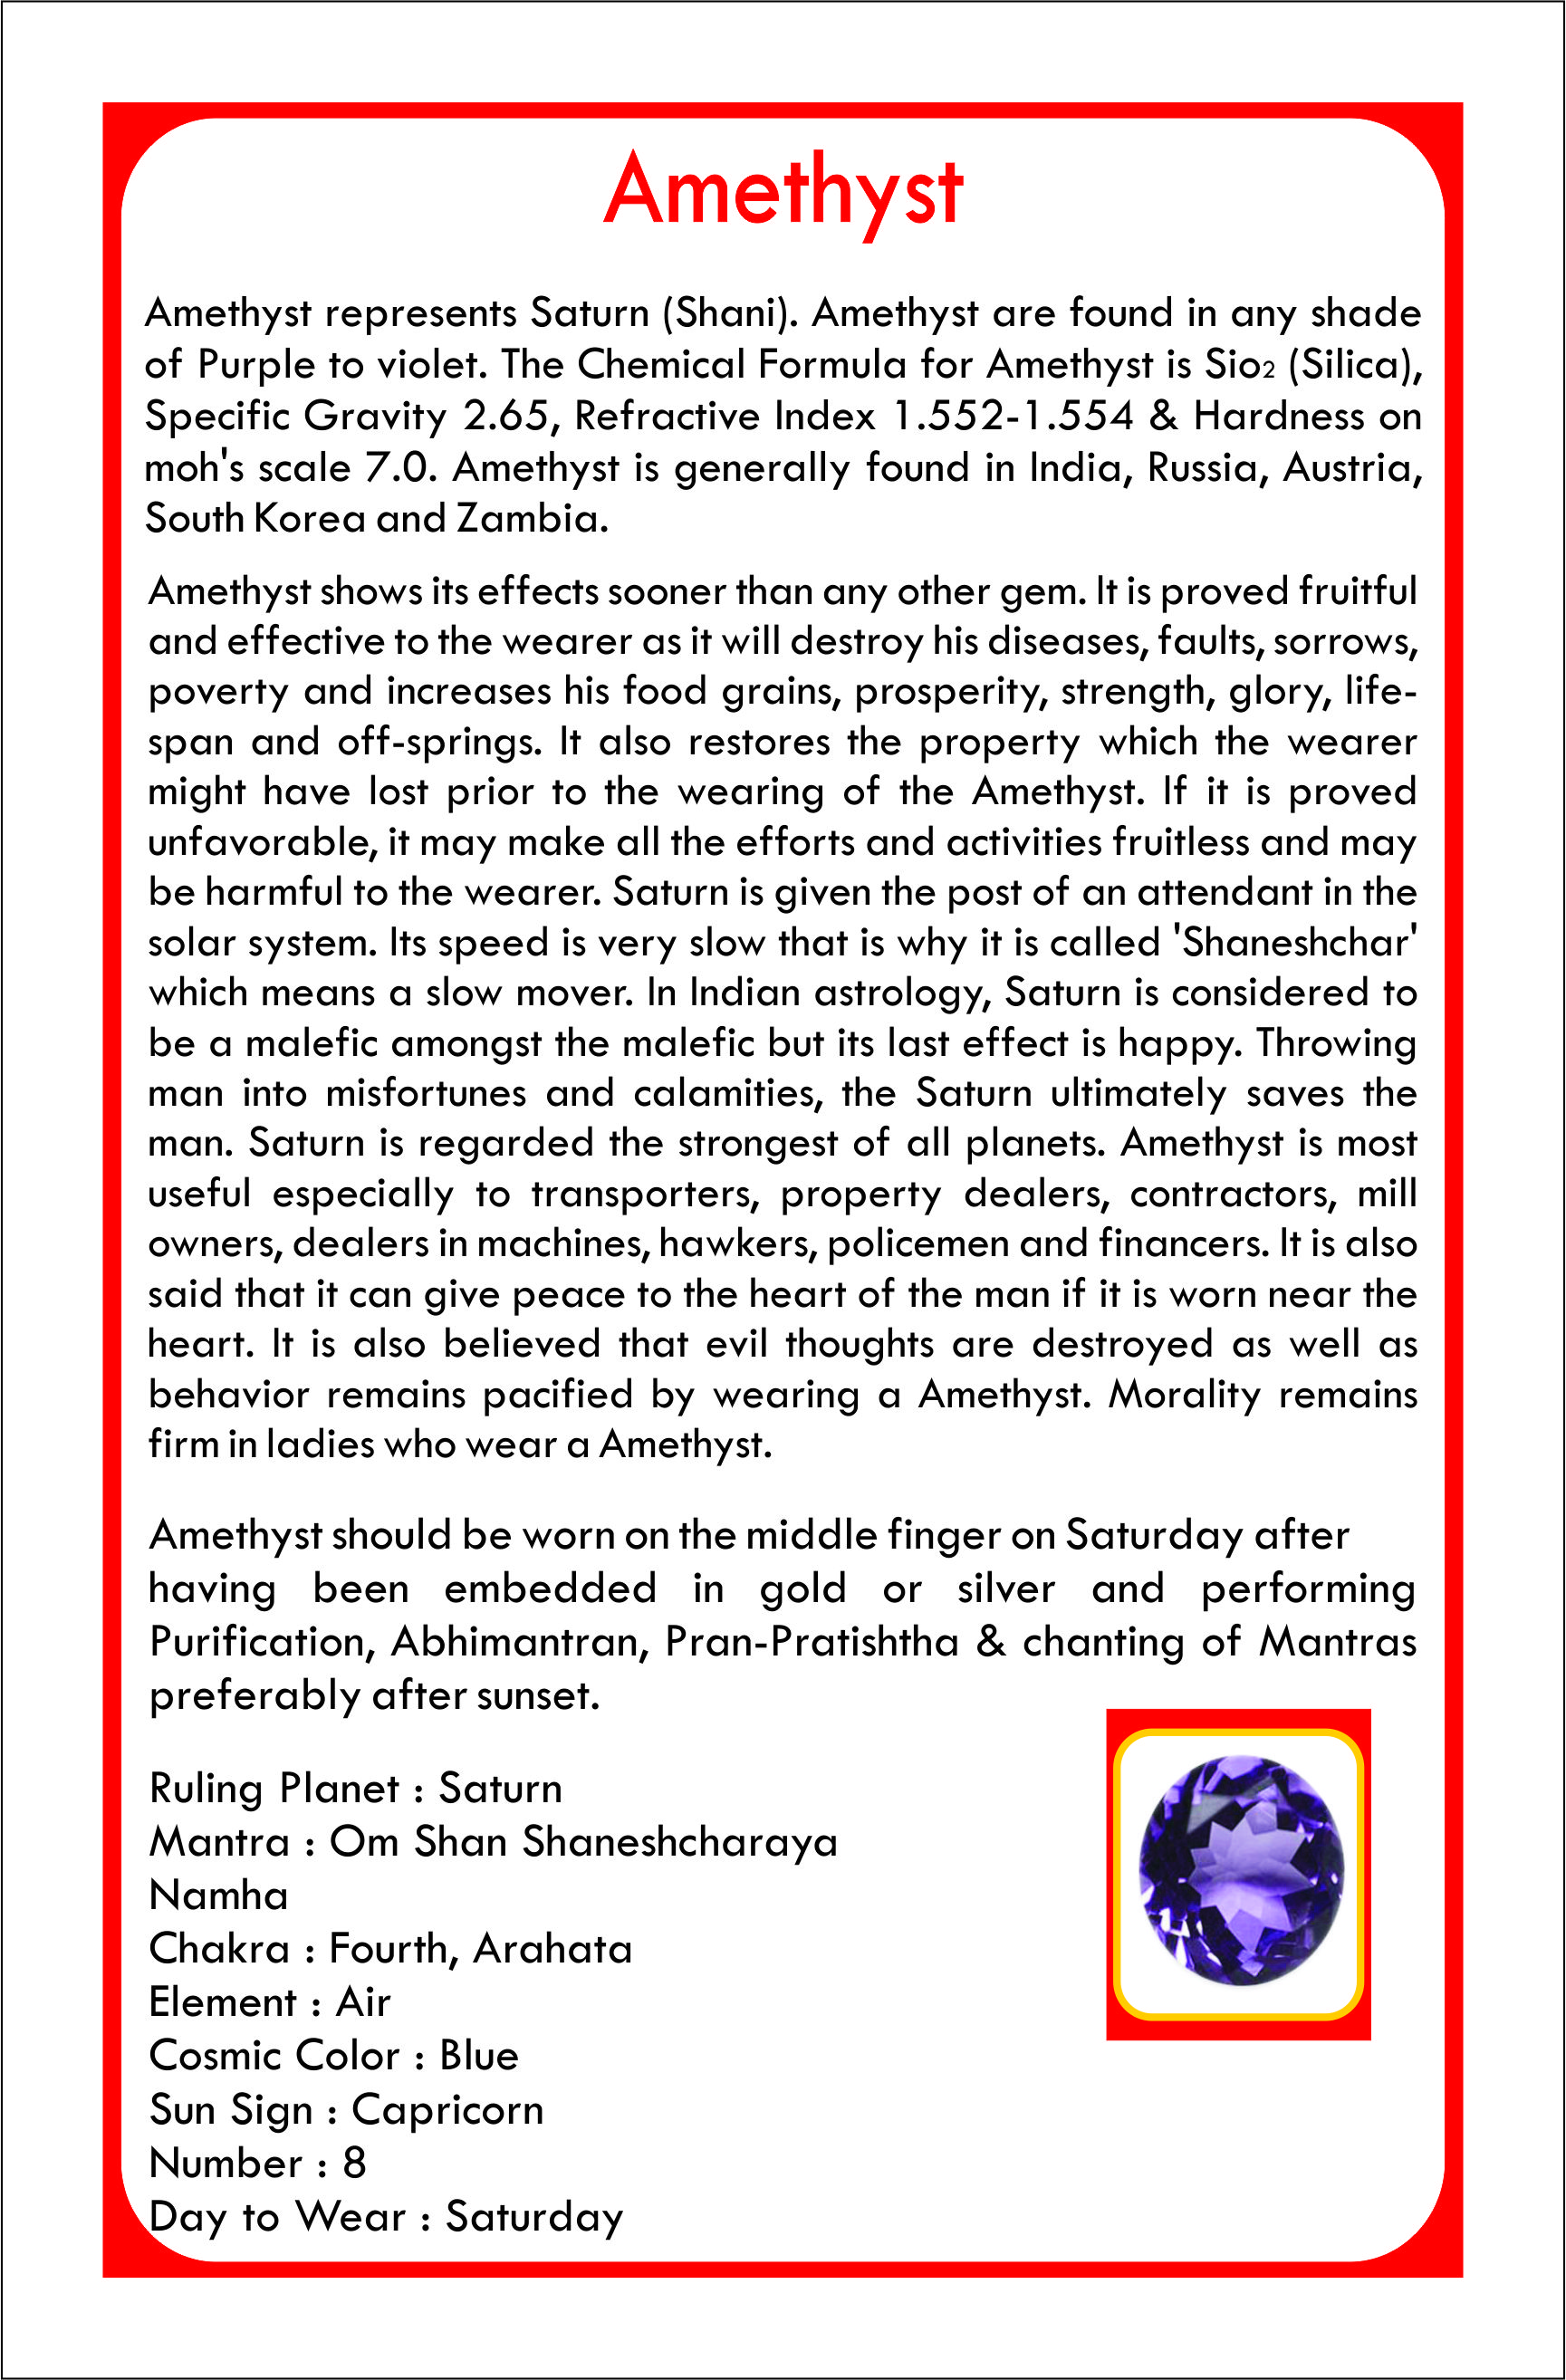 Amethyst
Amethyst represents Saturn (Shani). Amethyst are found in any shade
of Purple to violet. The Chemical Formula for Amethyst is Sio₂ (Silica),
Specific Gravity 2.65, Refractive Index 1.552-1.554 & Hardness on
moh's scale 7.0. Amethyst is generally found in India, Russia, Austria,
South Korea and Zambia.
Amethyst shows its effects sooner than any other gem. It is proved fruitful
and effective to the wearer as it will destroy his diseases, faults, sorrows,
poverty and increases his food grains, prosperity, strength, glory, life-
span and off-springs. It also restores the property which the wearer
might have lost prior to the wearing of the Amethyst. If it is proved
unfavorable, it may make all the efforts and activities fruitless and may
be harmful to the wearer. Saturn is given the post of an attendant in the
solar system. Its speed is very slow that is why it is called 'Shaneshchar'
which means a slow mover. In Indian astrology, Saturn is considered to
be a malefic amongst the malefic but its last effect is happy. Throwing
man into misfortunes and calamities, the Saturn ultimately saves the
man. Saturn is regarded the strongest of all planets. Amethyst is most
useful especially to transporters, property dealers, contractors, mill
owners, dealers in machines, hawkers, policemen and financers. It is also
said that it can give peace to the heart of the man if it is worn near the
heart. It is also believed that evil thoughts are destroyed as well as
behavior remains pacified by wearing a Amethyst. Morality remains
firm in ladies who wear a Amethyst.
Amethyst should be worn on the middle finger on Saturday after
having been embedded in gold or silver and performing
Purification, Abhimantran, Pran-Pratishtha & chanting of Mantras
preferably after sunset.
Ruling Planet : Saturn
Mantra : Om Shan Shaneshcharaya
Namha
Chakra : Fourth, Arahata
Element : Air
Cosmic Color : Blue
Sun Sign : Capricorn
Number : 8
Day to Wear : Saturday